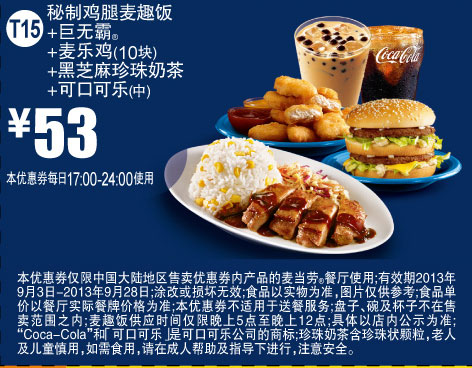 T15
秘制鸡腿麦趣饭
+巨无霸®
+麦乐鸡(10块)
+黑芝麻珍珠奶茶
+可口可乐(中)
¥53
本优惠券每日17:00-24:00使用
Coca-Cola
本优惠券仅限中国大陆地区售卖优惠券内产品的麦当劳®餐厅使用;有效期2013年
9月3日-2013年9月28日;涂改或损坏无效;食品以实物为准,图片仅供参考;食品单
价以餐厅实际餐牌价格为准;本优惠券不适用于送餐服务;盘子、碗及杯子不在售
卖范围之内;麦趣饭供应时间仅限晚上5点至晚上12点;具体以店内公示为准;
“Coca-Cola”和｢可口可乐｣是可口可乐公司的商标;珍珠奶茶含珍珠状颗粒,老人
及儿童慎用,如需食用,请在成人帮助及指导下进行,注意安全。